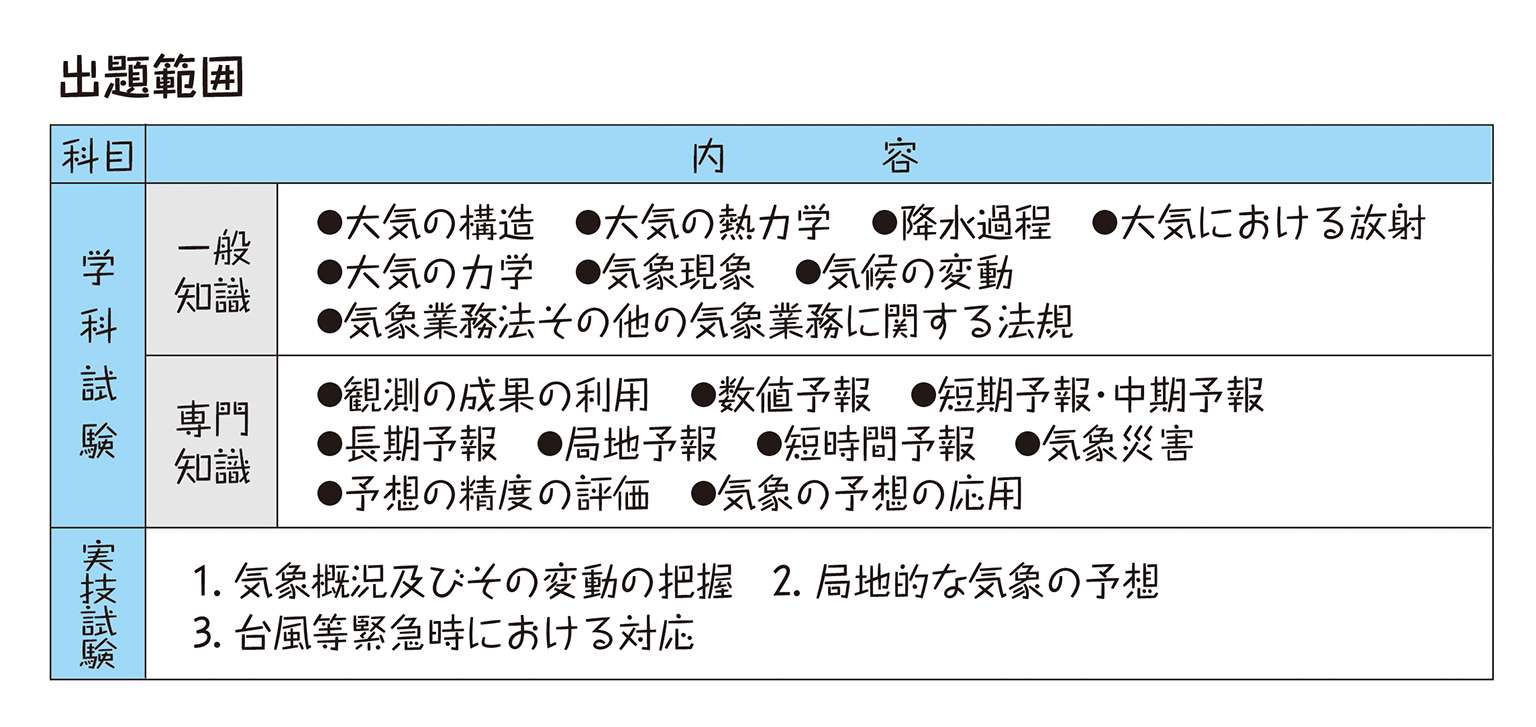 出題範囲
科目
内容
学科試験
一般
知識
●大気の構造 ●大気の熱力学 ●降水過程 ●大気における放射
●大気の力学 ●気象現象 ●気候の変動
●気象業務法その他の気象業務に関する法規
専門
知識
●観測の成果の利用 ●数値予報 ●短期予報・中期予報
●長期予報 ●局地予報 ●短時間予報 ●気象災害
●予想の精度の評価 ●気象の予想の応用
実技試験
1. 気象概況及びその変動の把握 2. 局地的な気象の予想
3. 台風等緊急時における対応